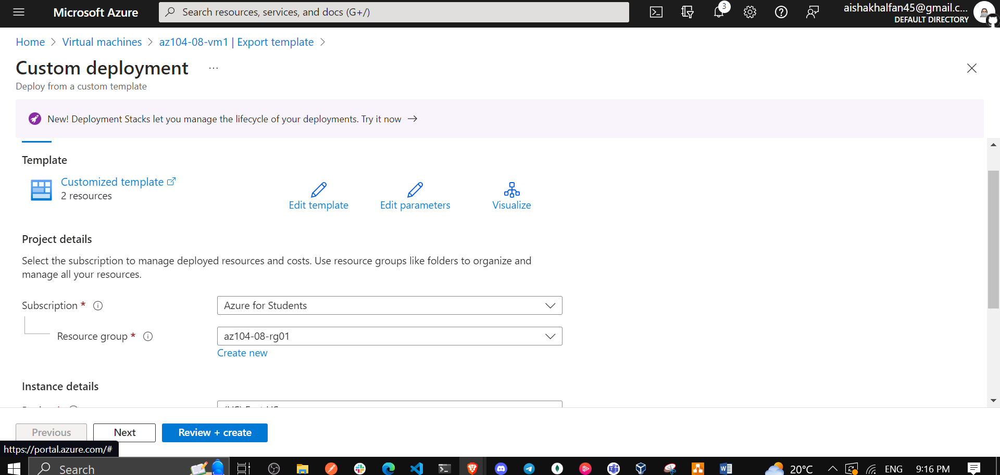 Microsoft Azure
Search resources, services, and docs (G+/)
3
aishakhalfan45@gmail.c...
DEFAULT DIRECTORY
Home > Virtual machines > az104-08-vm1 | Export template >
Custom deployment ...
Deploy from a custom template
New! Deployment Stacks let you manage the lifecycle of your deployments. Try it now →
Template
Customized template
2 resources
Edit template
Edit parameters
Visualize
Project details
Select the subscription to manage deployed resources and costs. Use resource groups like folders to organize and
manage all your resources.
Subscription *
Azure for Students
Resource group *
az104-08-rg01
Create new
Instance details
Previous
Next
Review + create
https://portal.azure.com/#
Search
20°C
ENG
9:16 PM